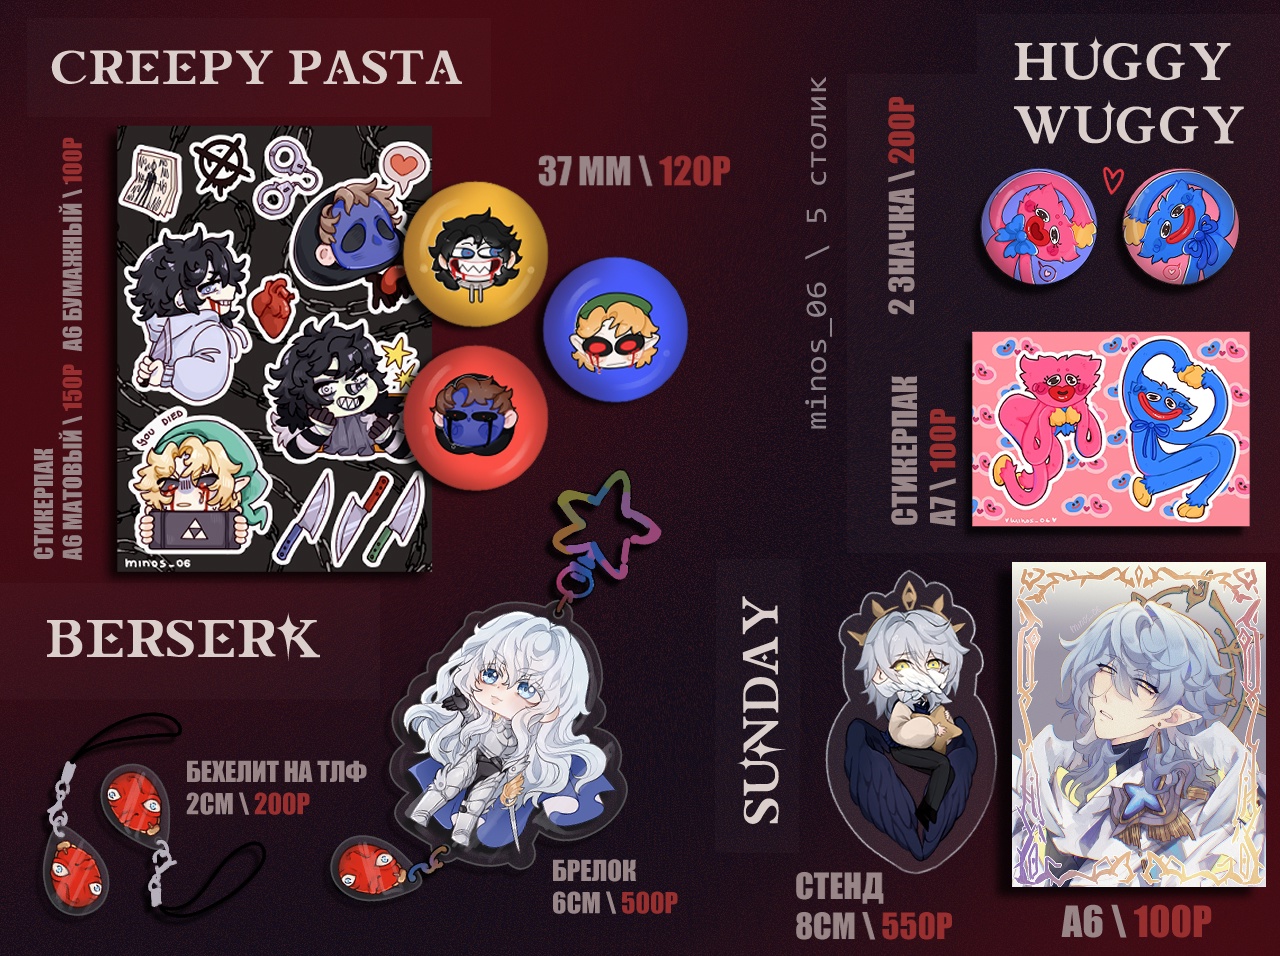 CREEPY PASTA
СТИКЕРПАК
А6 МАТОВЫЙ \ 150Р А6 БУМАЖНЫЙ \ 100Р
YOU DIED
minos_06
37 ММ \ 120Р
minos_06 \ 5 столик
HUGGY
WUGGY
2 ЗНАЧКА \ 200Р
СТИКЕРПАК
А7 \ 100Р
minos_06
BERSERK
БЕХЕЛИТ НА ТЛФ
2СМ \ 200Р
БРЕЛОК
6СМ \ 500Р
SUNDAY
СТЕНД
8СМ \ 550Р
А6 \ 100Р